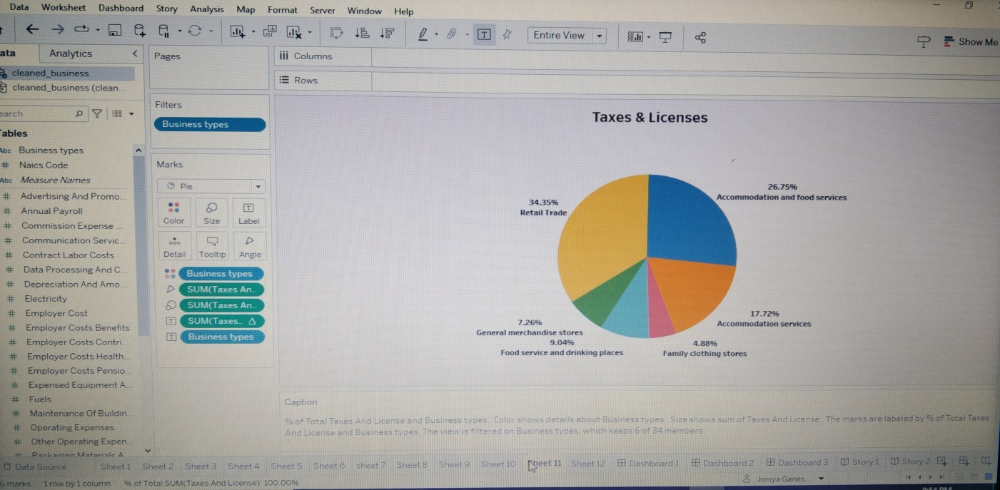 Data Worksheet Dashboard Story Analysis Map Format Server Window Help
Entire View
Show Me
ata Analytics
cleaned_business
cleaned_business (clean...
earch
Tables
Abc Business types
# Naics Code
Abc Measure Names
# Advertising And Promo...
# Annual Payroll
# Commission Expense ...
# Communication Servic...
# Contract Labor Costs
# Data Processing And C...
# Depreciation And Amo...
# Electricity
# Employer Cost
# Employer Costs Benefits
# Employer Costs Contri...
# Employer Costs Health...
# Employer Costs Pensio...
# Expensed Equipment A...
# Fuels
# Maintenance Of Buildin...
# Operating Expenses
# Other Operating Expen...
# Packaging Materials A
Pages
Filters
Business types
Marks
Pie
Color Size Label
Detail Tooltip Angle
Business types
SUM(Taxes An..
SUM(Taxes An..
SUM(Taxes..
Business types
Columns
Rows
Taxes & Licenses
26.75%
Accommodation and food services
34.35%
Retail Trade
17.72%
Accommodation services
7.26%
General merchandise stores
9.04%
Food service and drinking places
4.88%
Family clothing stores
Caption
% of Total Taxes And License and Business types. Color shows details about Business types. Size shows sum of Taxes And License. The marks are labeled by % of Total Taxes
And License and Business types. The view is filtered on Business types, which keeps 6 of 34 members.
Data Source Sheet 1 Sheet 2 Sheet 3 Sheet 4 Sheet 5 Sheet 6 sheet 7 Sheet 8 Sheet 9 Sheet 10 Sheet 11 Sheet 12 Dashboard 1 Dashboard 2 Dashboard 3 Story 1 Story 2
6 marks 1 row by 1 column % of Total SUM(Taxes And License): 100.00%
Joniya Ganes...